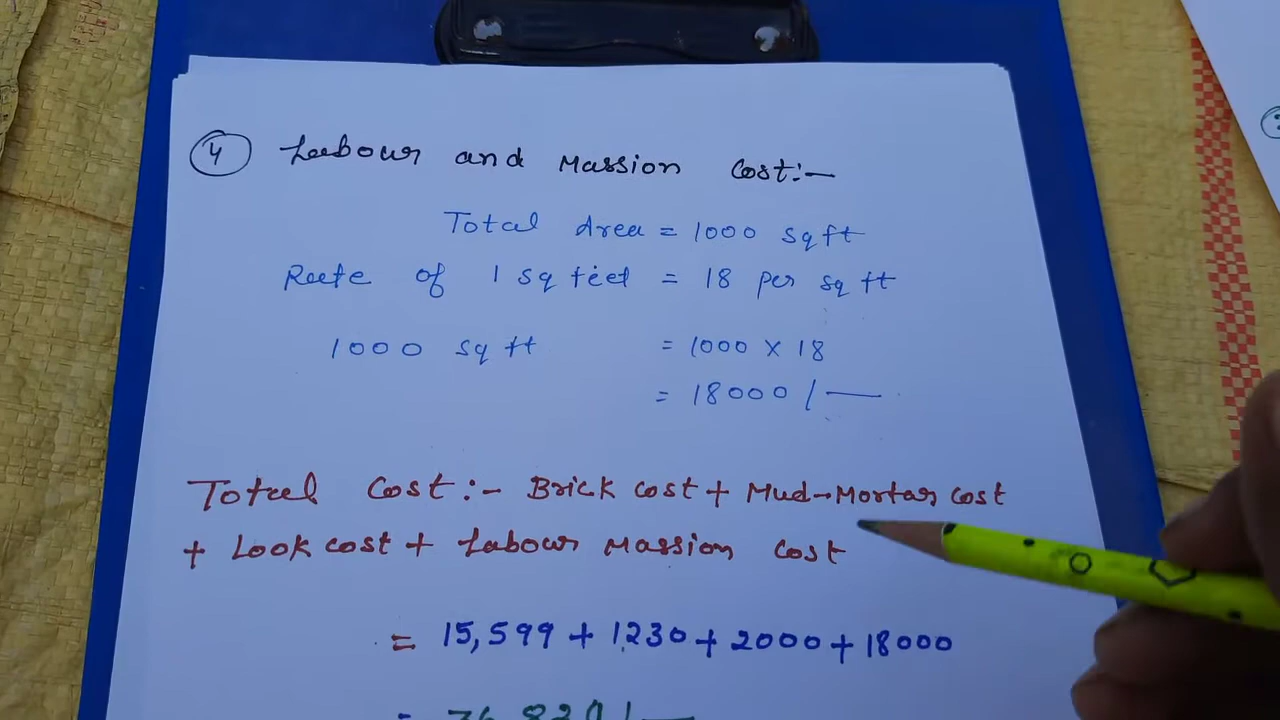 4 Labour and Massion Cost:-
Total Area = 1000 sqft
Rate of 1 sq feet = 18 per sq ft
1000 sq ft = 1000 X 18
= 18000/-
Total Cost:- Brick cost + Mud-Mortar cost
+ Look cost + Labour Massion cost
= 15,599 + 1230 + 2000 + 18000
=